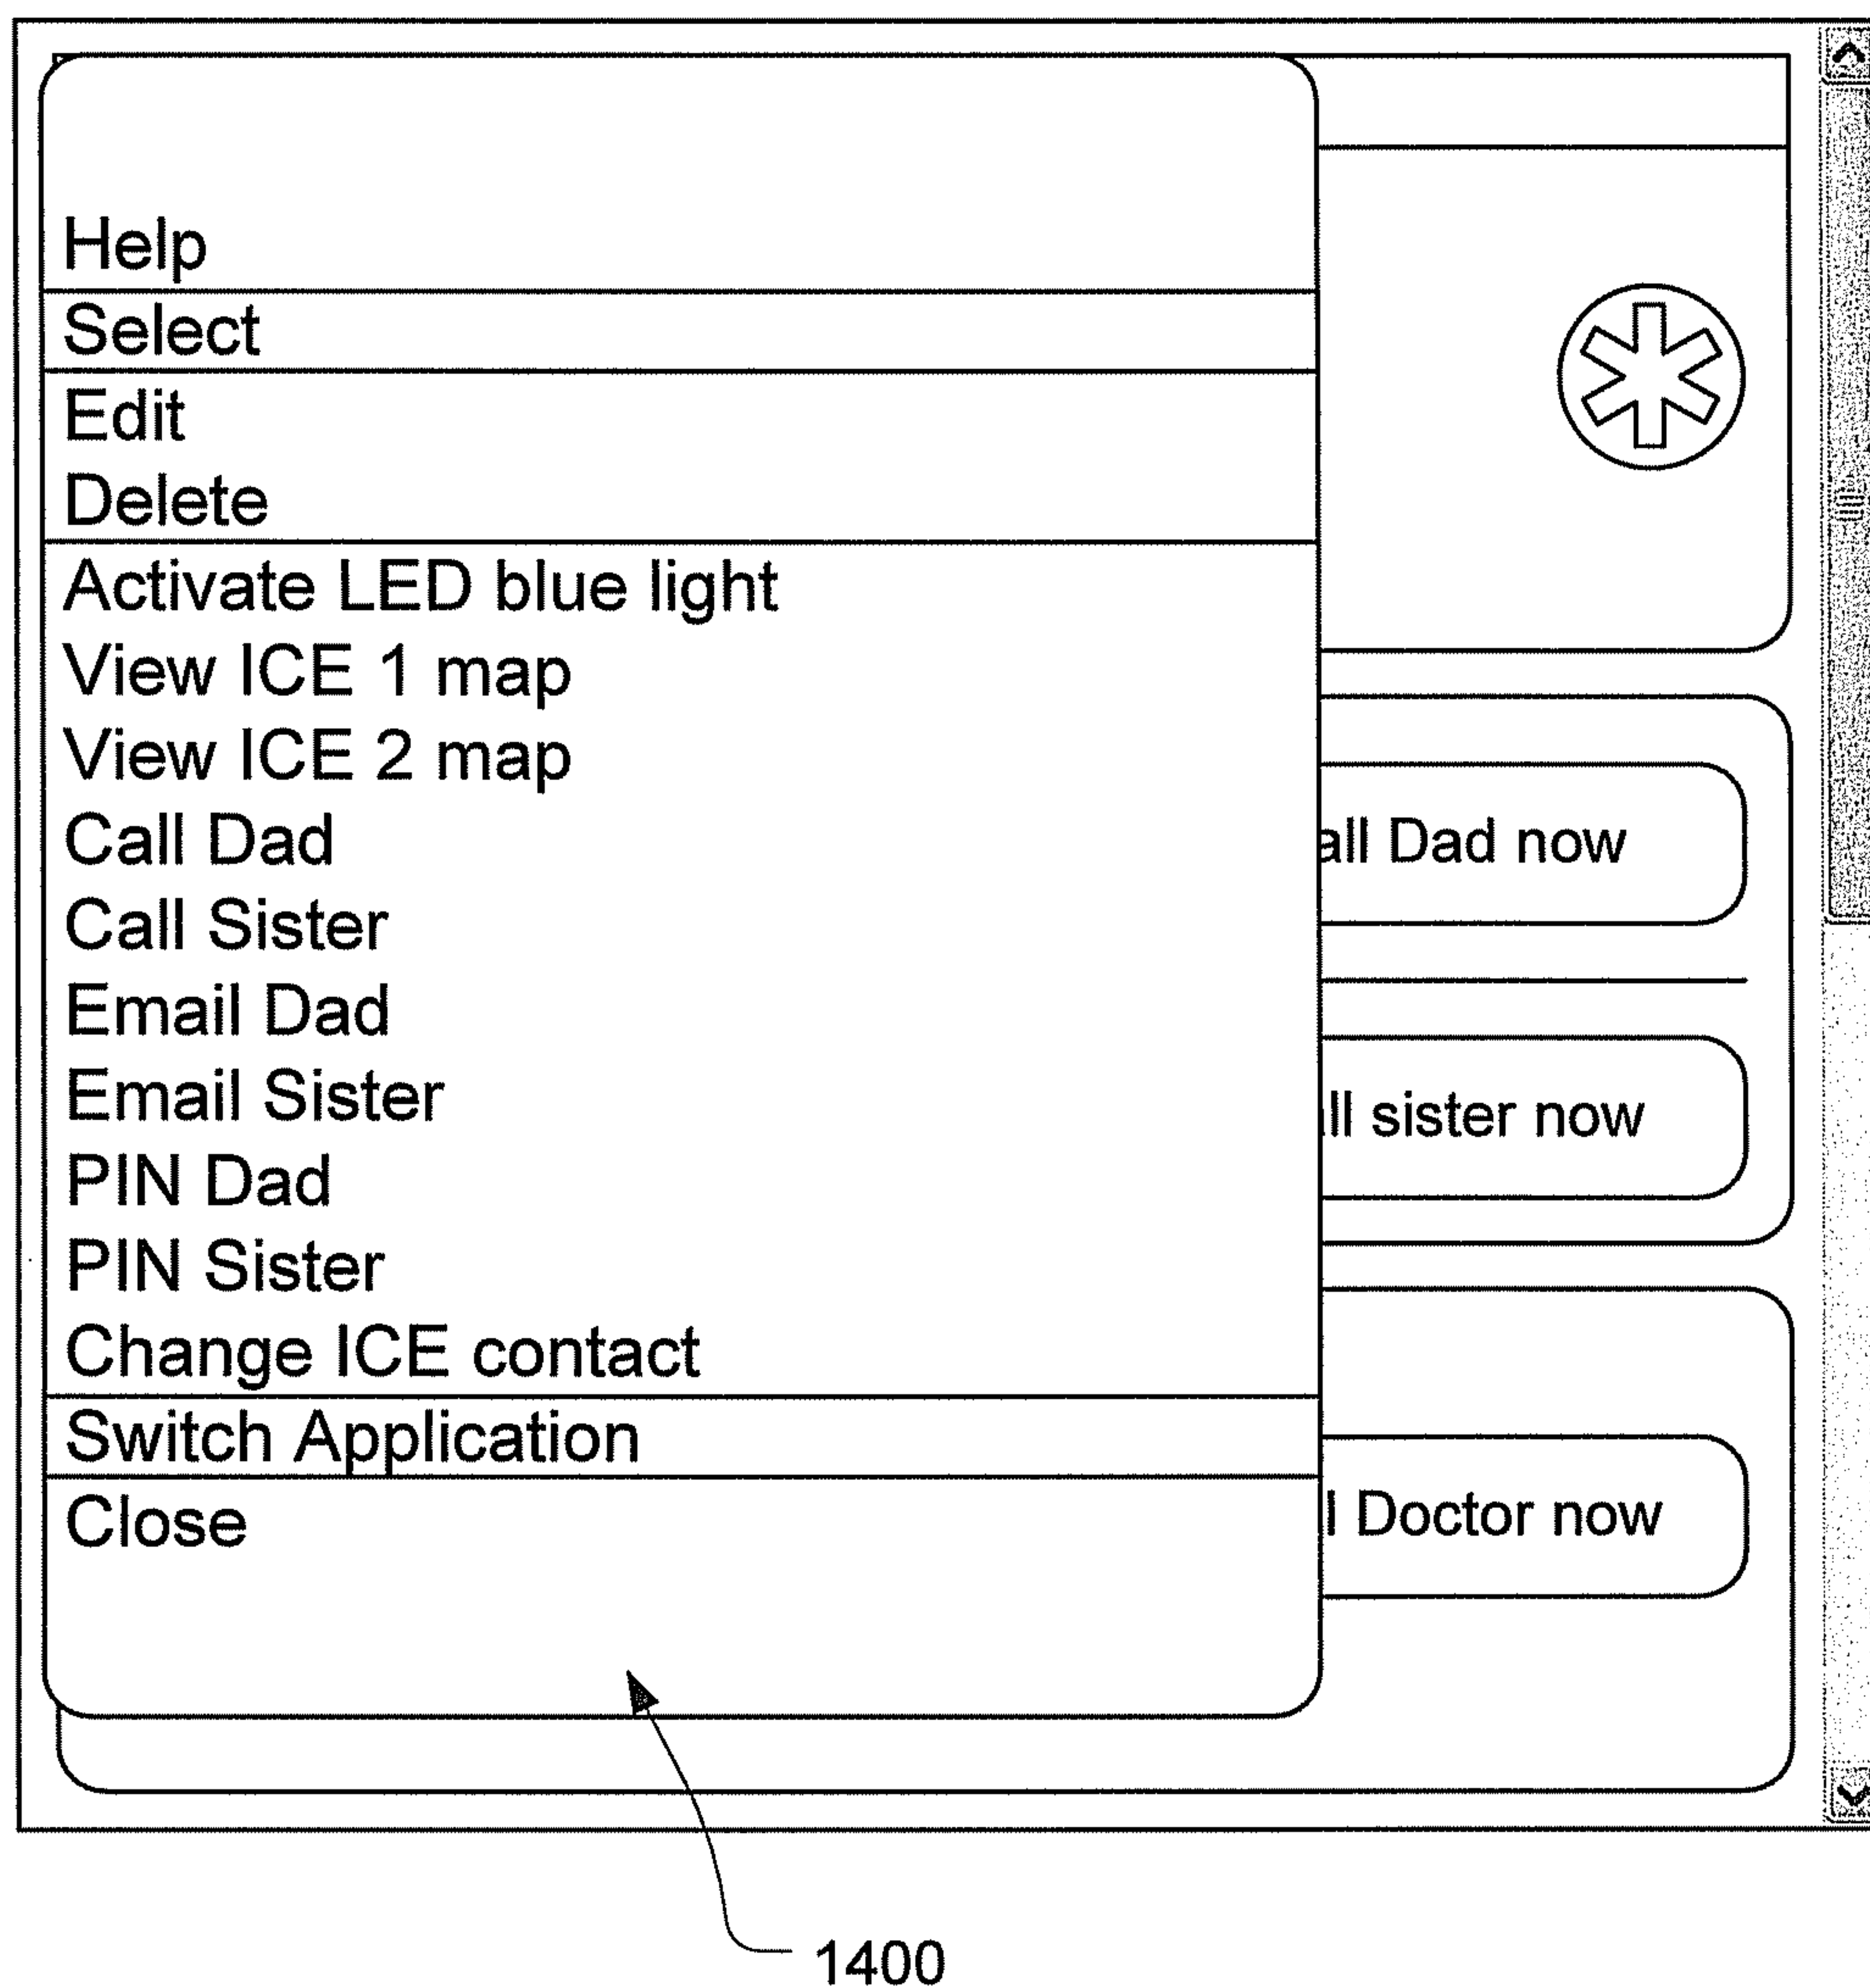 Help
Select
Edit
Delete
Activate LED blue light
View ICE 1 map
View ICE 2 map
Call Dad
Call Sister
Email Dad
Email Sister
PIN Dad
PIN Sister
Change ICE contact
Switch Application
Close
all Dad now
ll sister now
l Doctor now
1400